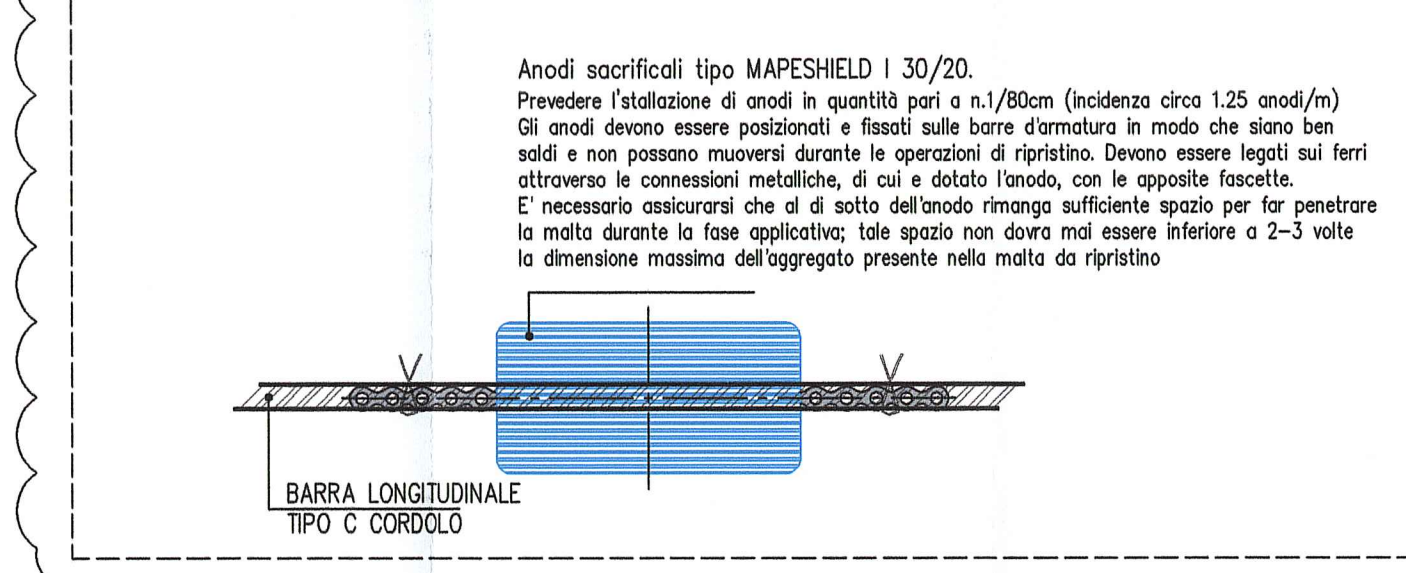 Anodi sacrificali tipo MAPESHIELD I 30/20.
Prevedere l'stallazione di anodi in quantità pari a n.1/80cm (incidenza circa 1.25 anodi/m)
Gli anodi devono essere posizionati e fissati sulle barre d'armatura in modo che siano ben
saldi e non possano muoversi durante le operazioni di ripristino. Devono essere legati sui ferri
attraverso le connessioni metalliche, di cui e dotato l'anodo, con le apposite fascette.
E' necessario assicurarsi che al di sotto dell'anodo rimanga sufficiente spazio per far penetrare
la malta durante la fase applicativa; tale spazio non dovra mai essere inferiore a 2-3 volte
la dimensione massima dell'aggregato presente nella malta da ripristino
BARRA LONGITUDINALE
TIPO C CORDOLO